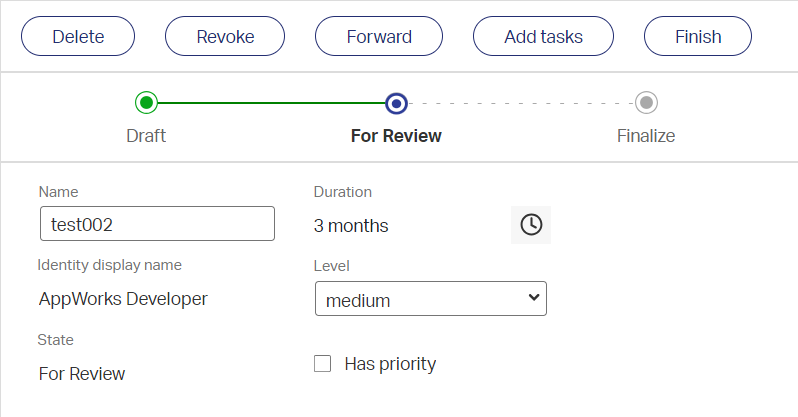 Delete Revoke Forward Add tasks Finish
Draft For Review Finalize
Name Duration
test002 3 months
Identity display name Level
AppWorks Developer medium
State
For Review Has priority